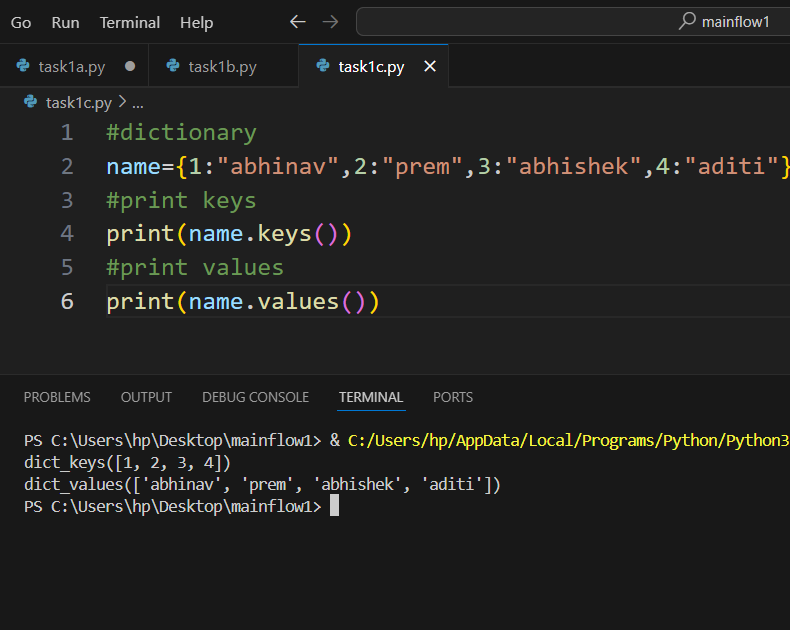 Go Run Terminal Help ← → mainflow1
task1a.py ● task1b.py task1c.py ×
task1c.py > ...
1 #dictionary
2 name={1:"abhinav",2:"prem",3:"abhishek",4:"aditi"}
3 #print keys
4 print(name.keys())
5 #print values
6 print(name.values())
PROBLEMS OUTPUT DEBUG CONSOLE TERMINAL PORTS
PS C:\Users\hp\Desktop\mainflow1> & C:/Users/hp/AppData/Local/Programs/Python/Python3
dict_keys([1, 2, 3, 4])
dict_values(['abhinav', 'prem', 'abhishek', 'aditi'])
PS C:\Users\hp\Desktop\mainflow1>